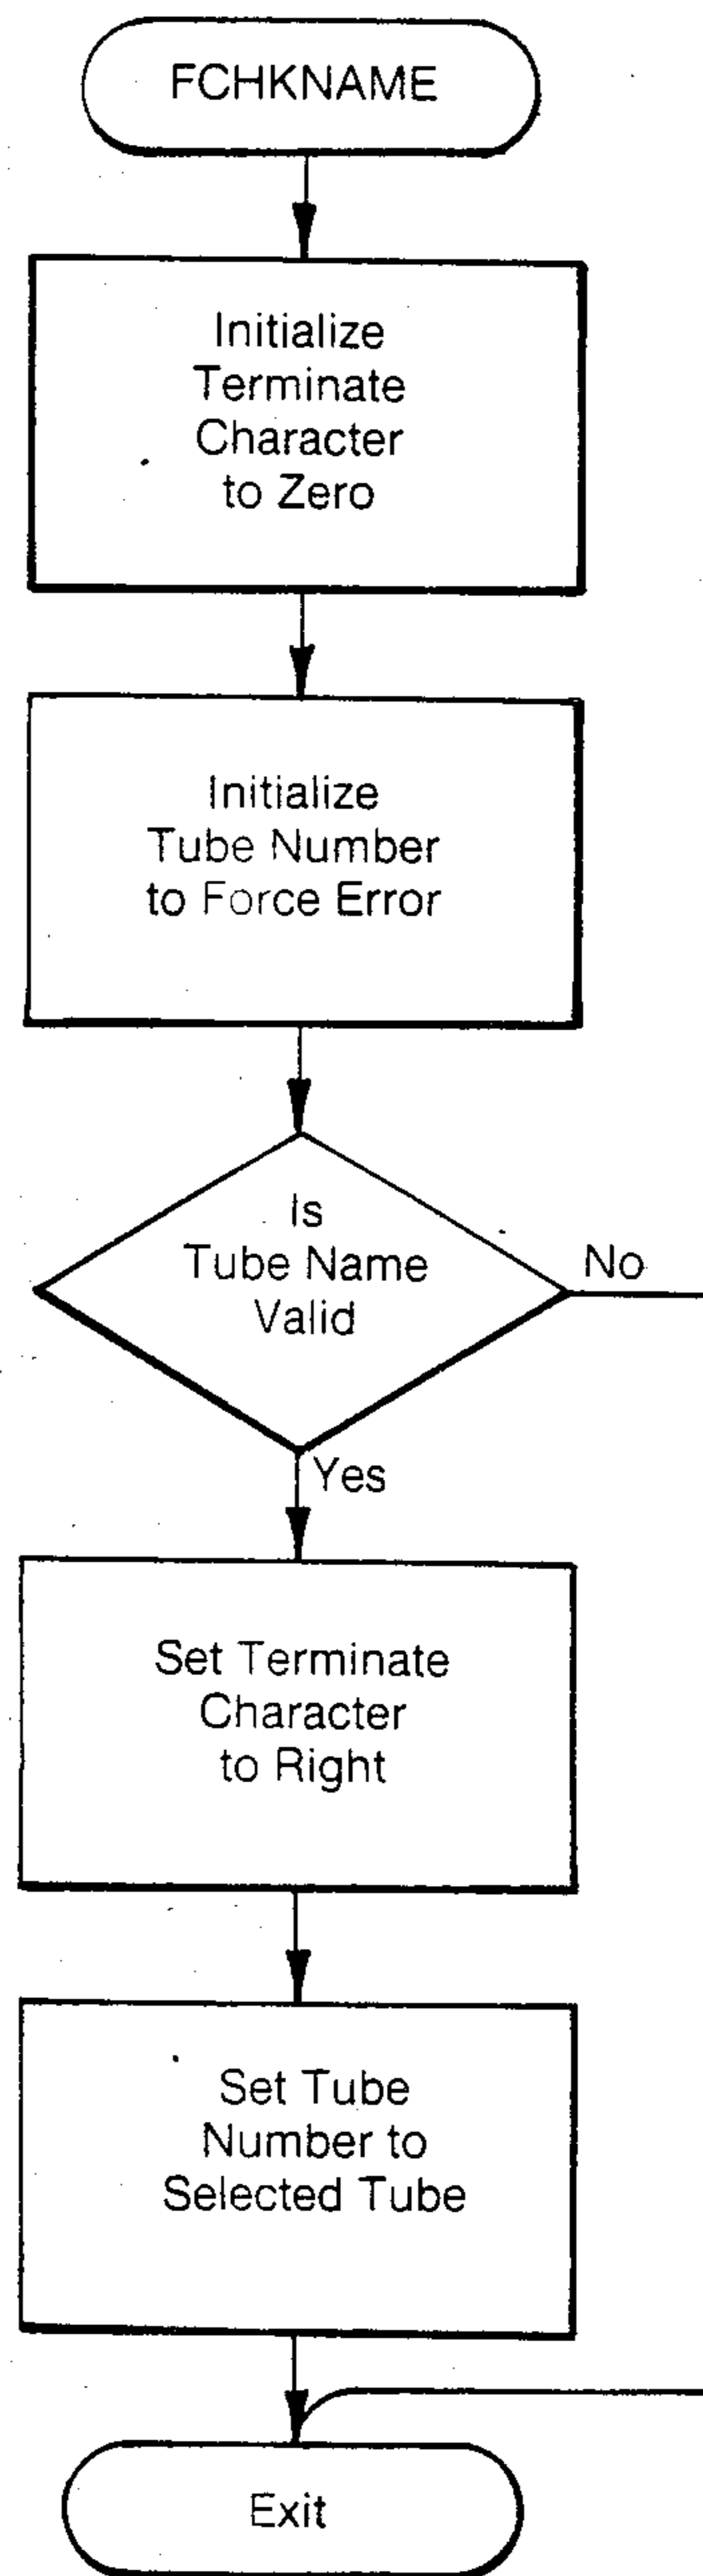 FCHKNAME
Initialize
Terminate
Character
to Zero
Initialize
Tube Number
to Force Error
Is
Tube Name
Valid
No
Yes
Set Terminate
Character
to Right
Set Tube
Number to
Selected Tube
Exit